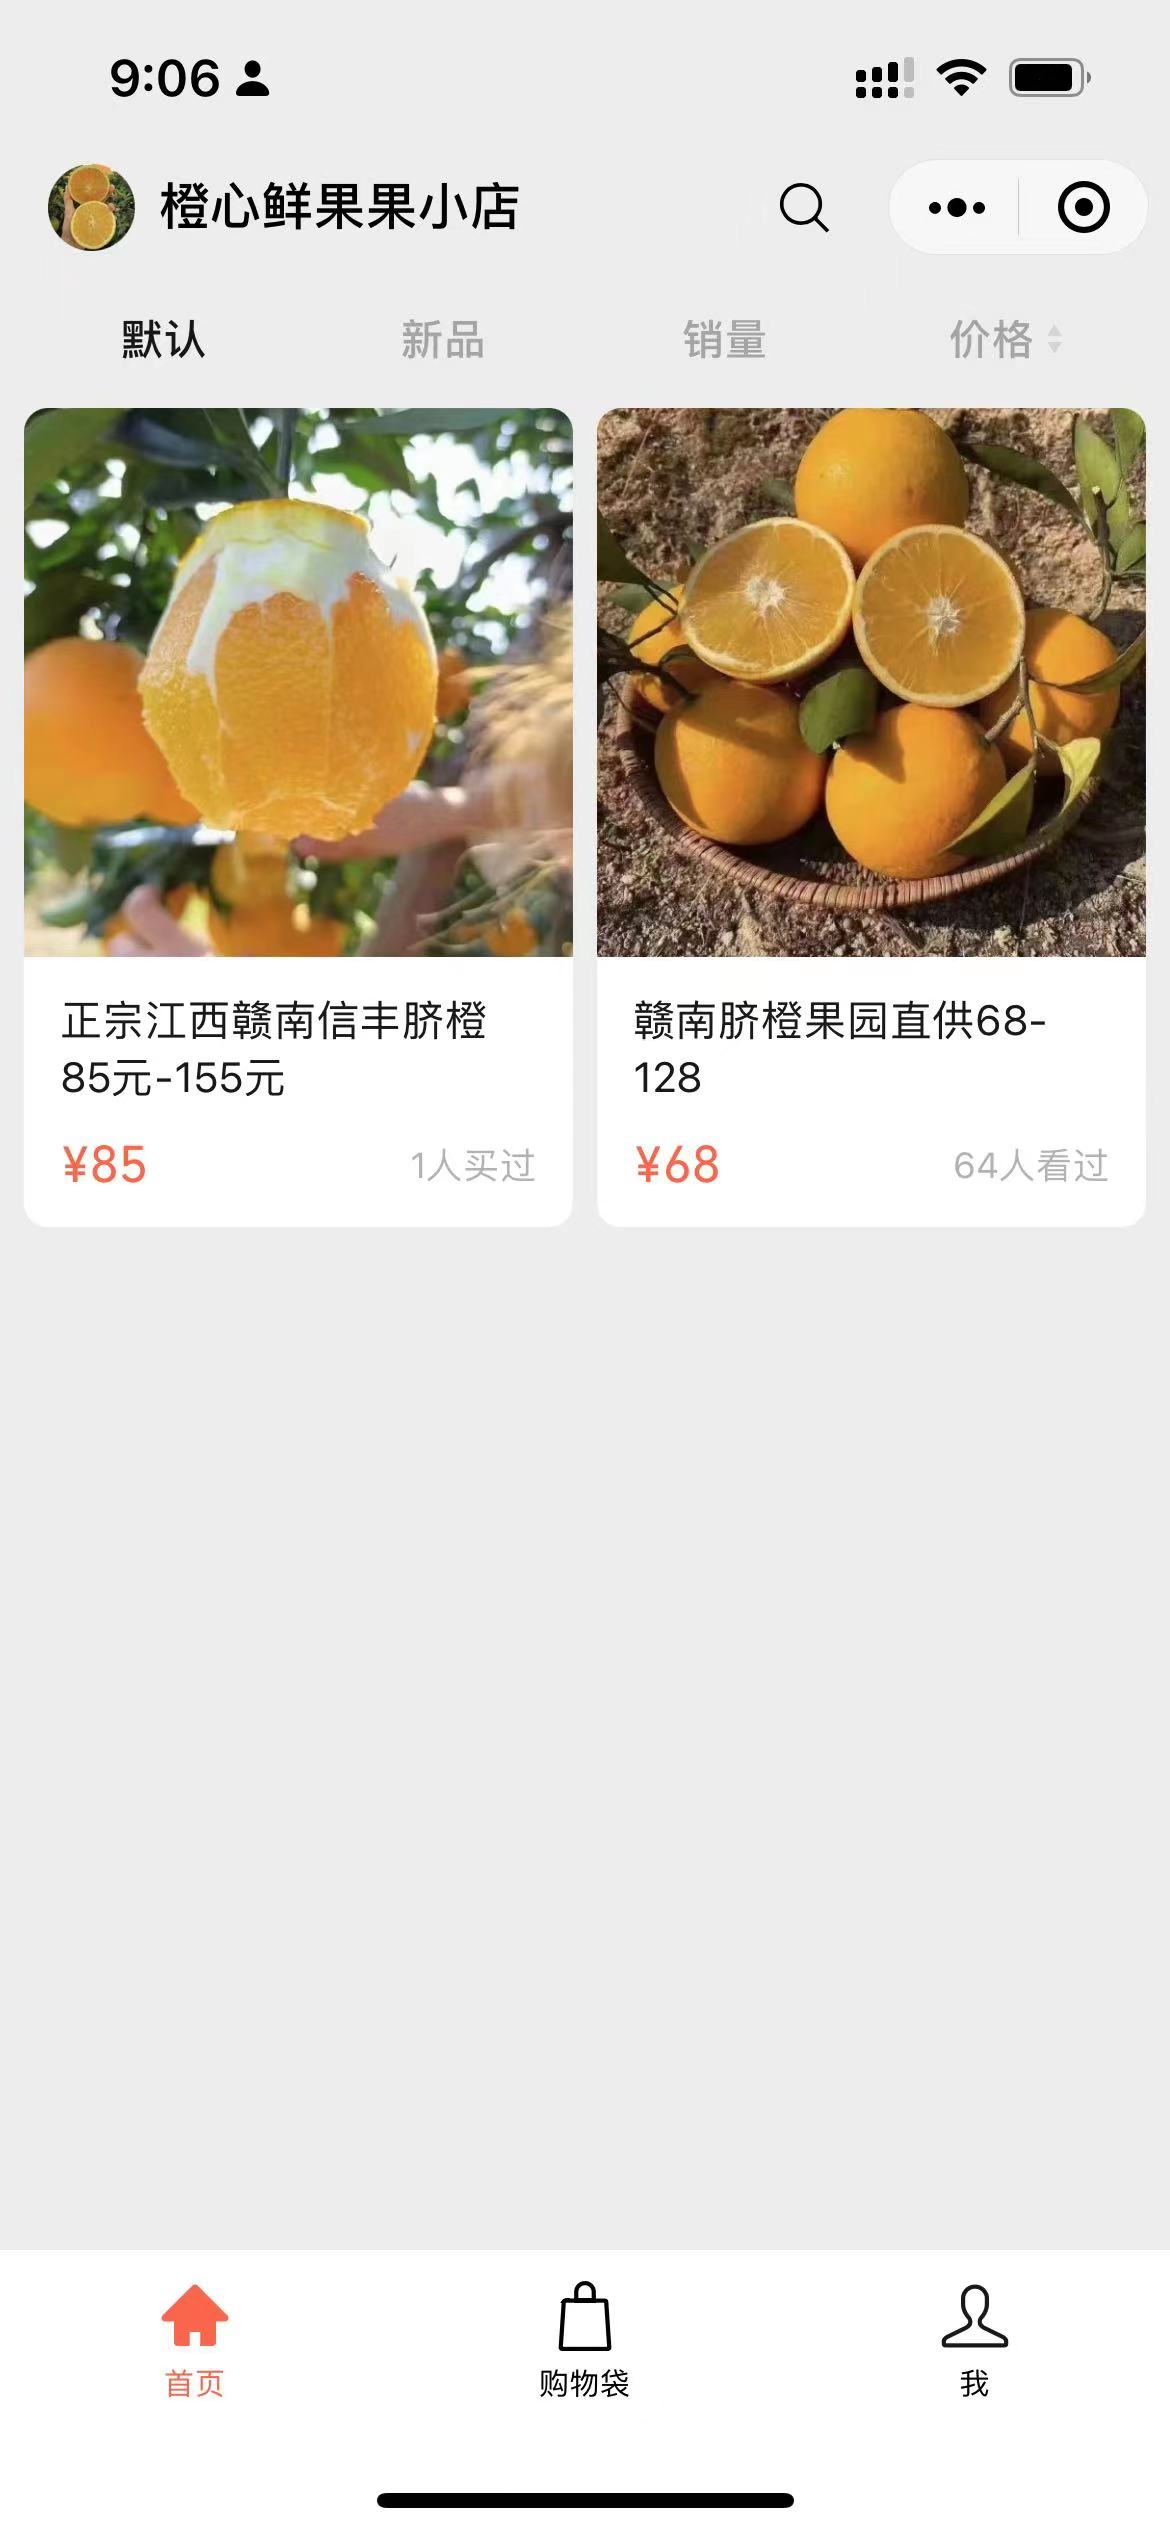 9:06
橙心鲜果果小店
默认 新品 销量 价格
正宗江西赣南信丰脐橙
85元-155元
¥85 1人买过
赣南脐橙果园直供68-
128
¥68 64人看过
首页 购物袋 我